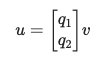 u = [q₁ q₂] v